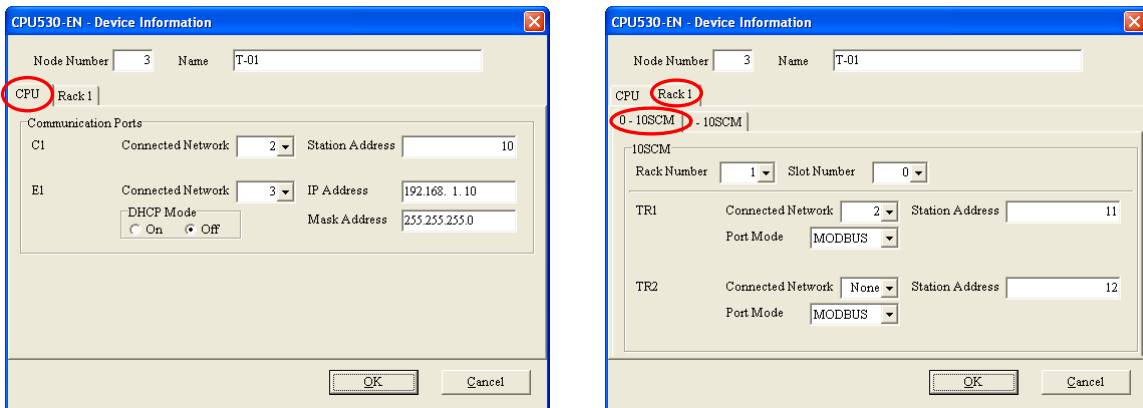 CPU530-EN - Device Information
Node Number 3 Name T-01
CPU Rack 1
Communication Ports
C1 Connected Network 2 Station Address 10
E1 Connected Network 3 IP Address 192.168. 1. 10
DHCP Mode
On Off
Mask Address 255.255.255.0
OK Cancel
CPU530-EN - Device Information
Node Number 3 Name T-01
CPU Rack 1
0 - 10SCM - 10SCM
10SCM
Rack Number 1 Slot Number 0
TR1 Connected Network 2 Station Address 11
Port Mode MODBUS
TR2 Connected Network None Station Address 12
Port Mode MODBUS
OK Cancel